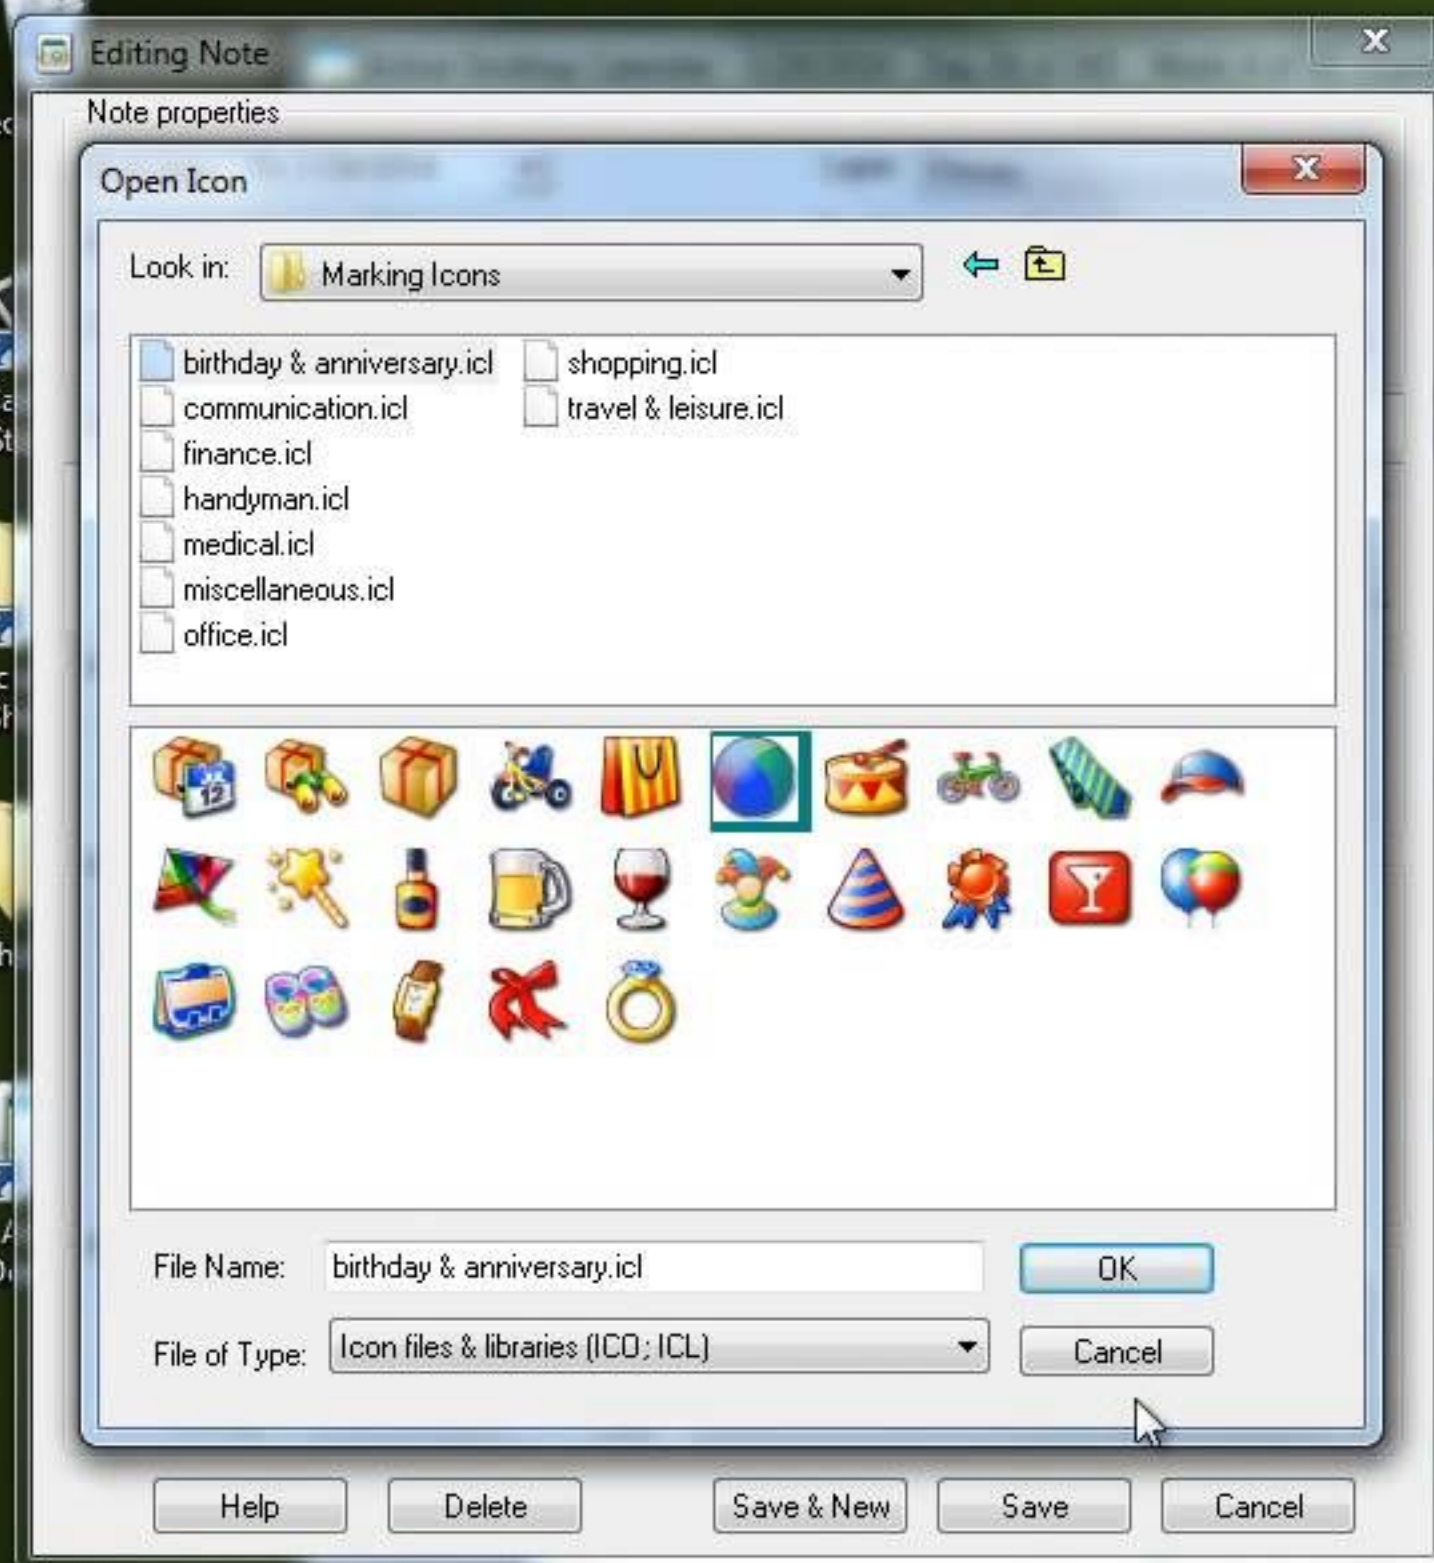 Editing Note
Note properties
Open Icon
Look in: Marking Icons
birthday & anniversary.icl
communication.icl
finance.icl
handyman.icl
medical.icl
miscellaneous.icl
office.icl
shopping.icl
travel & leisure.icl
12
File Name: birthday & anniversary.icl
OK
File of Type: Icon files & libraries (ICO; ICL)
Cancel
Help Delete Save & New Save Cancel